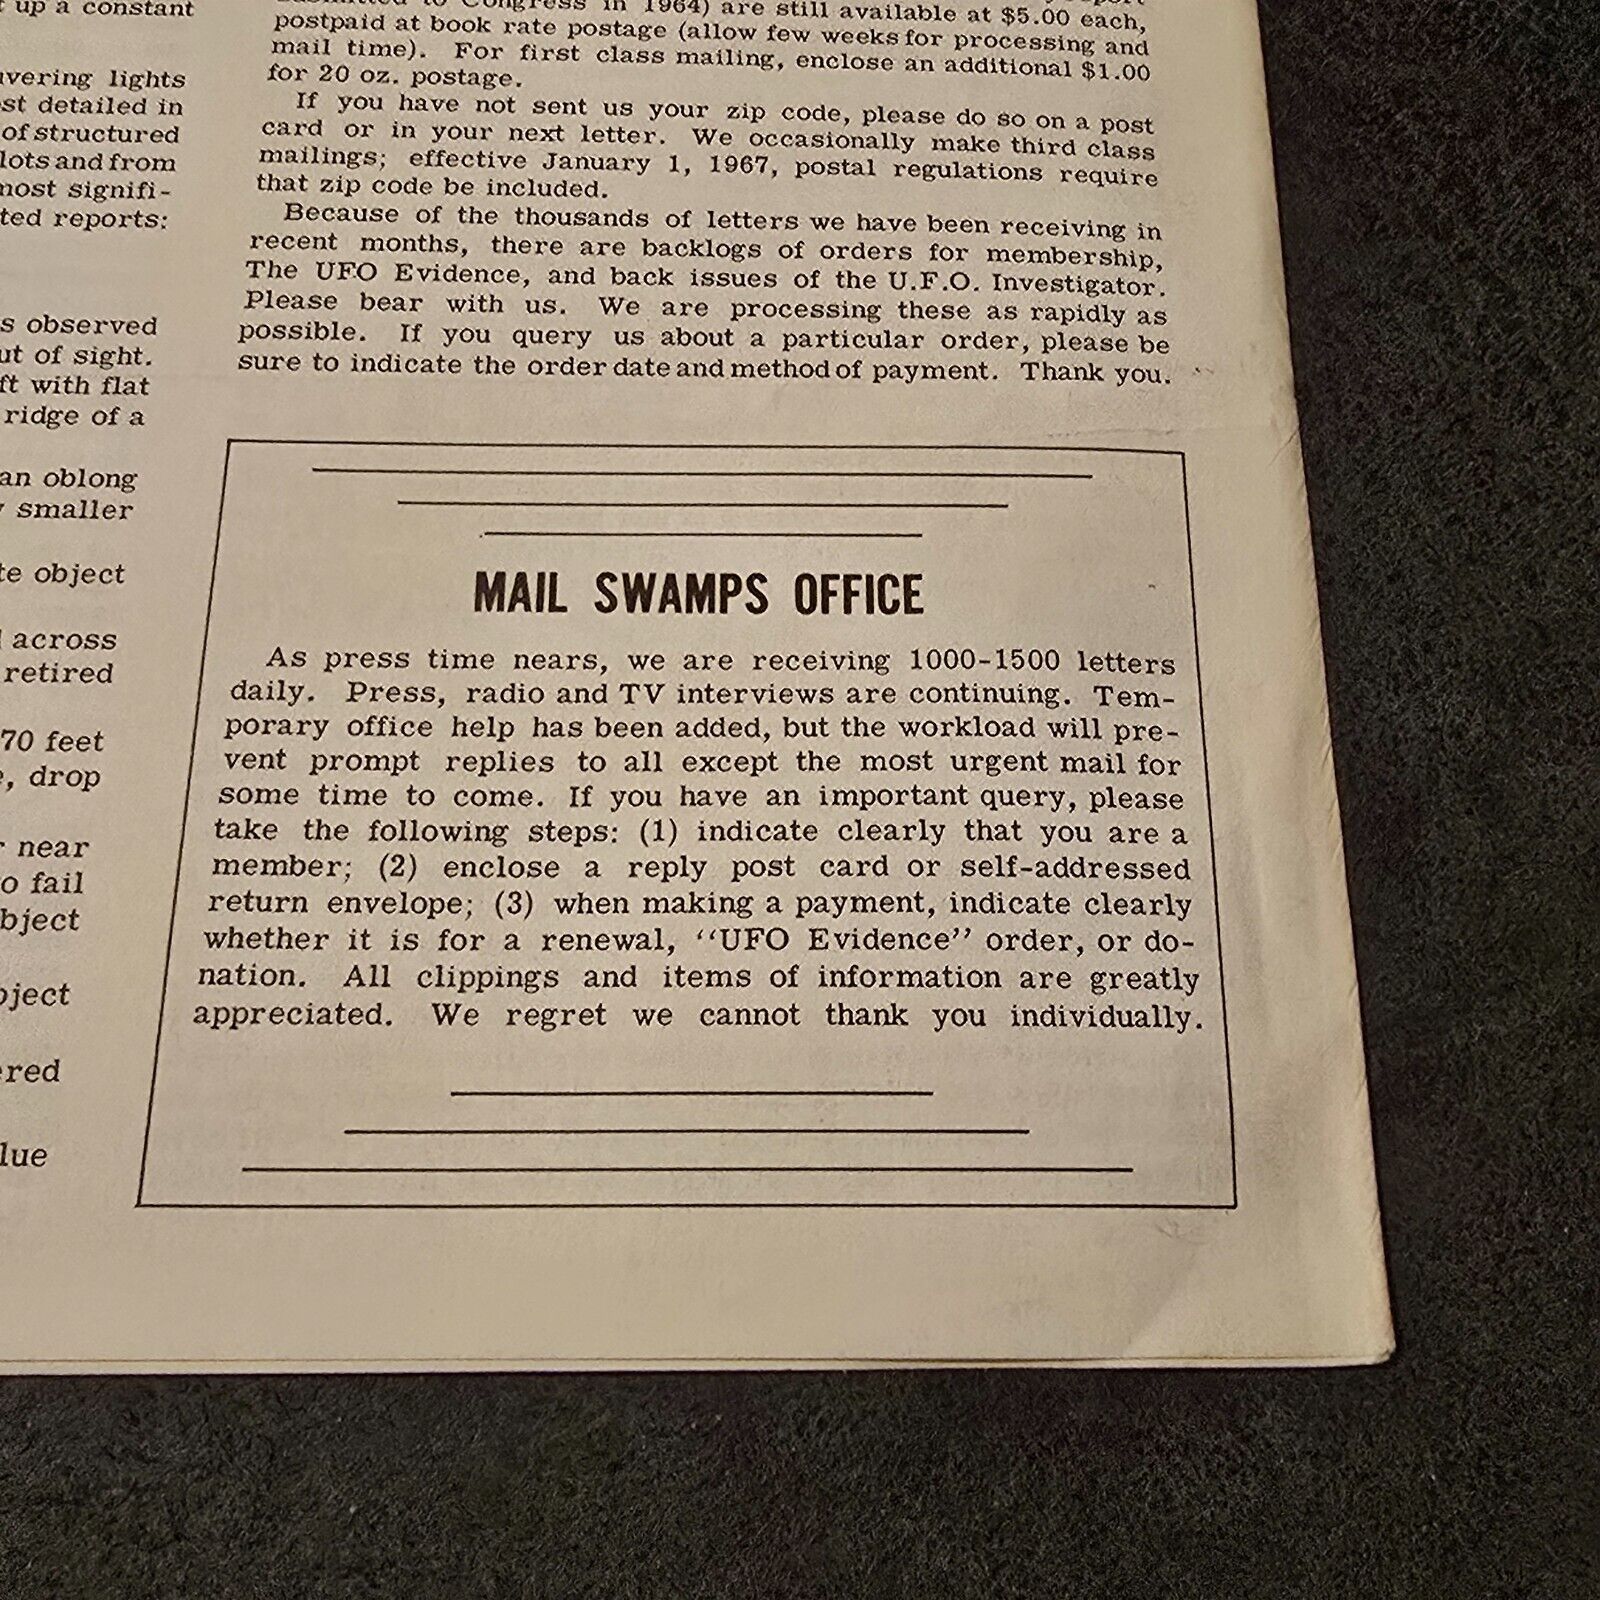 up a constant
lights
st detailed in
of structured
and from
most signifi-
ted reports:
s observed
ut of sight.
ft with flat
ridge of a
an oblong
smaller
te object
across
retired
70 feet
drop
near
o fail
bject
bject
ered
lue
to Congress in 1964) are still available at $5.00 each,
postpaid at book rate postage (allow few weeks for processing and
mail time). For first class mailing, enclose an additional $1.00
for 20 oz. postage.
If you have not sent us your zip code, please do so on a post
card or in your next letter. We occasionally make third class
mailings; effective January 1, 1967, postal regulations require
that zip code be included.
Because of the thousands of letters we have been receiving in
recent months, there are backlogs of orders for membership,
The UFO Evidence, and back issues of the U.F.O. Investigator.
Please bear with us. We are processing these as rapidly as
possible. If you query us about a particular order, please be
sure to indicate the order date and method of payment. Thank you.
MAIL SWAMPS OFFICE
As press time nears, we are receiving 1000-1500 letters
daily. Press, radio and TV interviews are continuing. Tem-
porary office help has been added, but the workload will pre-
vent prompt replies to all except the most urgent mail for
some time to come. If you have an important query, please
take the following steps: (1) indicate clearly that you are a
member; (2) enclose a reply post card or self-addressed
return envelope; (3) when making a payment, indicate clearly
whether it is for a renewal, "UFO Evidence" order, or do-
nation. All clippings and items of information are greatly
appreciated. We regret we cannot thank you individually.